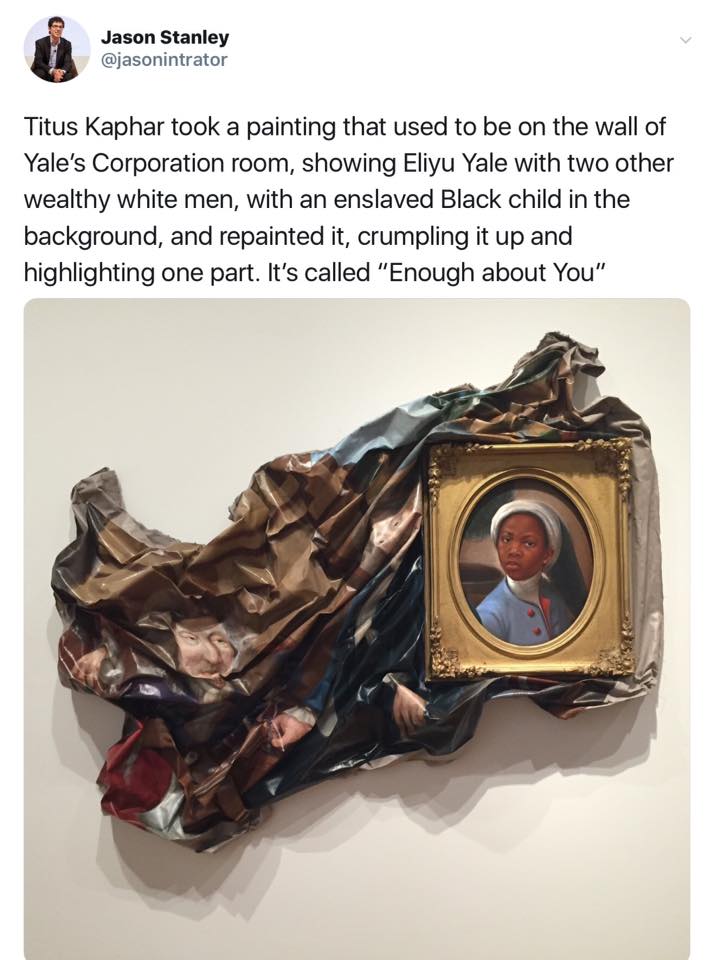 Jason Stanley
@jasonintrator
Titus Kaphar took a painting that used to be on the wall of
Yale’s Corporation room, showing Eliyu Yale with two other
wealthy white men, with an enslaved Black child in the
background, and repainted it, crumpling it up and
highlighting one part. It’s called “Enough about You”